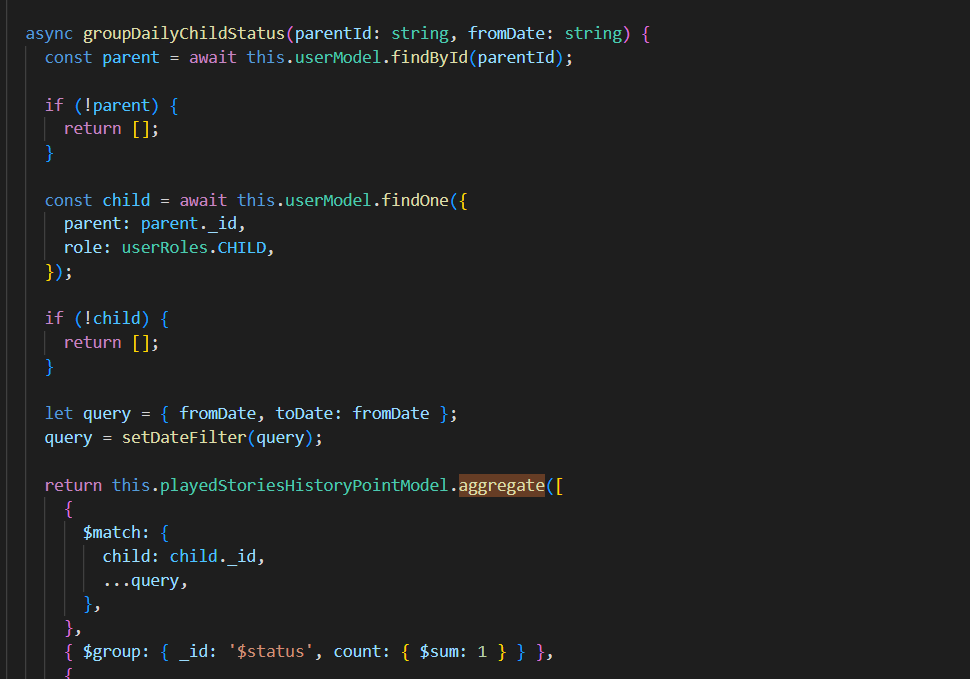 async groupDailyChildStatus(parentId: string, fromDate: string) {
const parent = await this.userModel.findById(parentId);
if (!parent) {
return [];
}
const child = await this.userModel.findOne({
parent: parent._id,
role: userRoles.CHILD,
});
if (!child) {
return [];
}
let query = { fromDate, toDate: fromDate };
query = setDateFilter(query);
return this.playedStoriesHistoryPointModel.aggregate([
{
$match: {
child: child._id,
...query,
},
},
{ $group: { _id: '$status', count: { $sum: 1 } } },
{